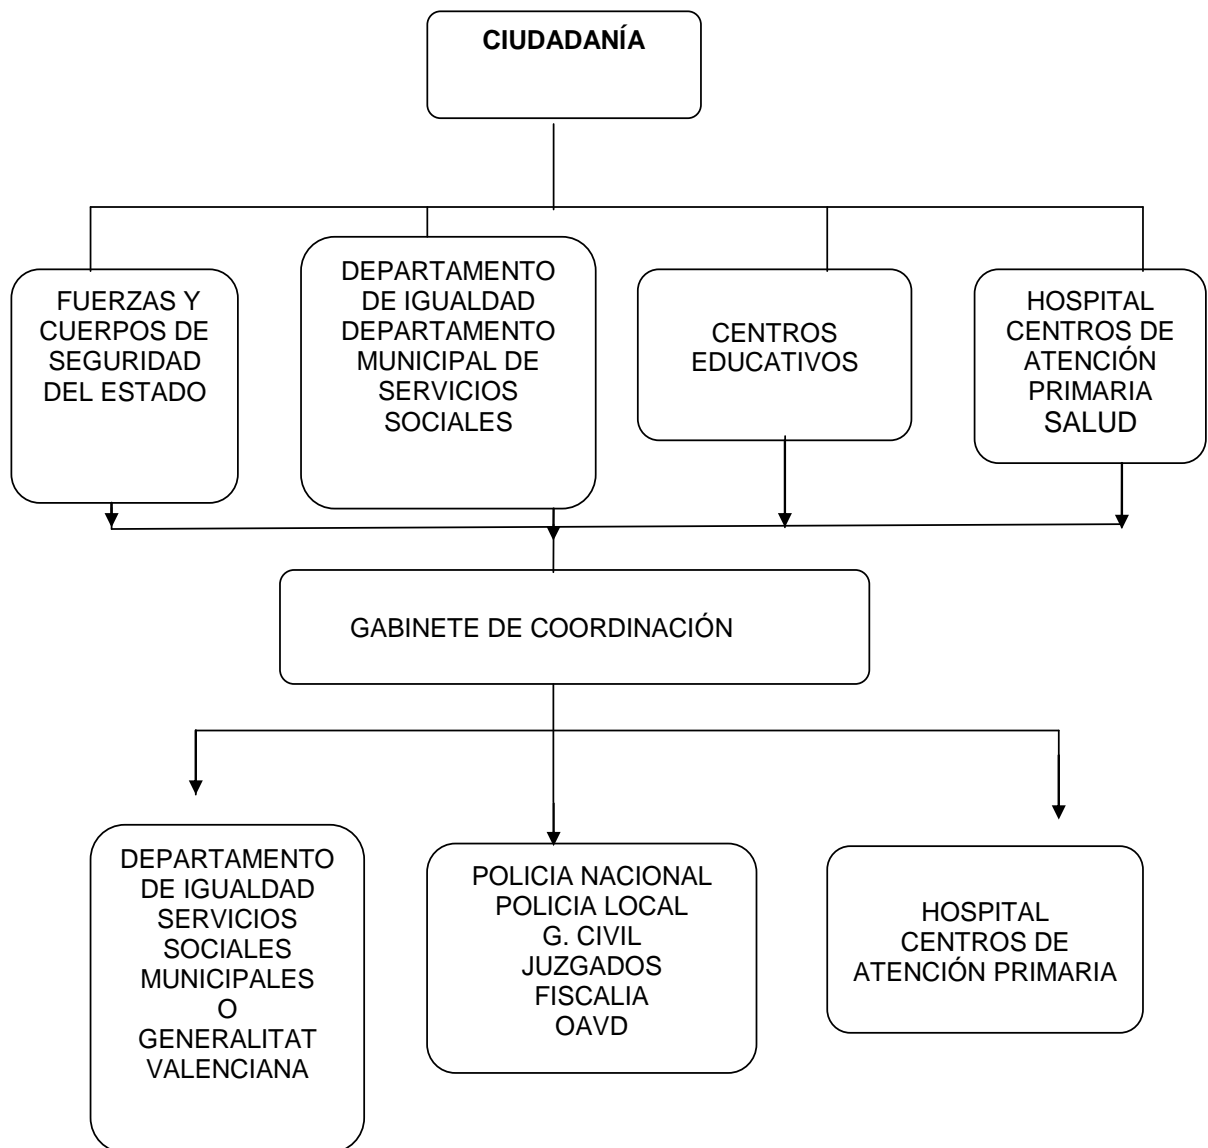 CIUDADANÍA
FUERZAS Y
CUERPOS DE
SEGURIDAD
DEL ESTADO
DEPARTAMENTO
DE IGUALDAD
DEPARTAMENTO
MUNICIPAL DE
SERVICIOS
SOCIALES
CENTROS
EDUCATIVOS
HOSPITAL
CENTROS DE
ATENCIÓN
PRIMARIA
SALUD
GABINETE DE COORDINACIÓN
DEPARTAMENTO
DE IGUALDAD
SERVICIOS
SOCIALES
MUNICIPALES
O
GENERALITAT
VALENCIANA
POLICIA NACIONAL
POLICIA LOCAL
G. CIVIL
JUZGADOS
FISCALIA
OAVD
HOSPITAL
CENTROS DE
ATENCIÓN PRIMARIA